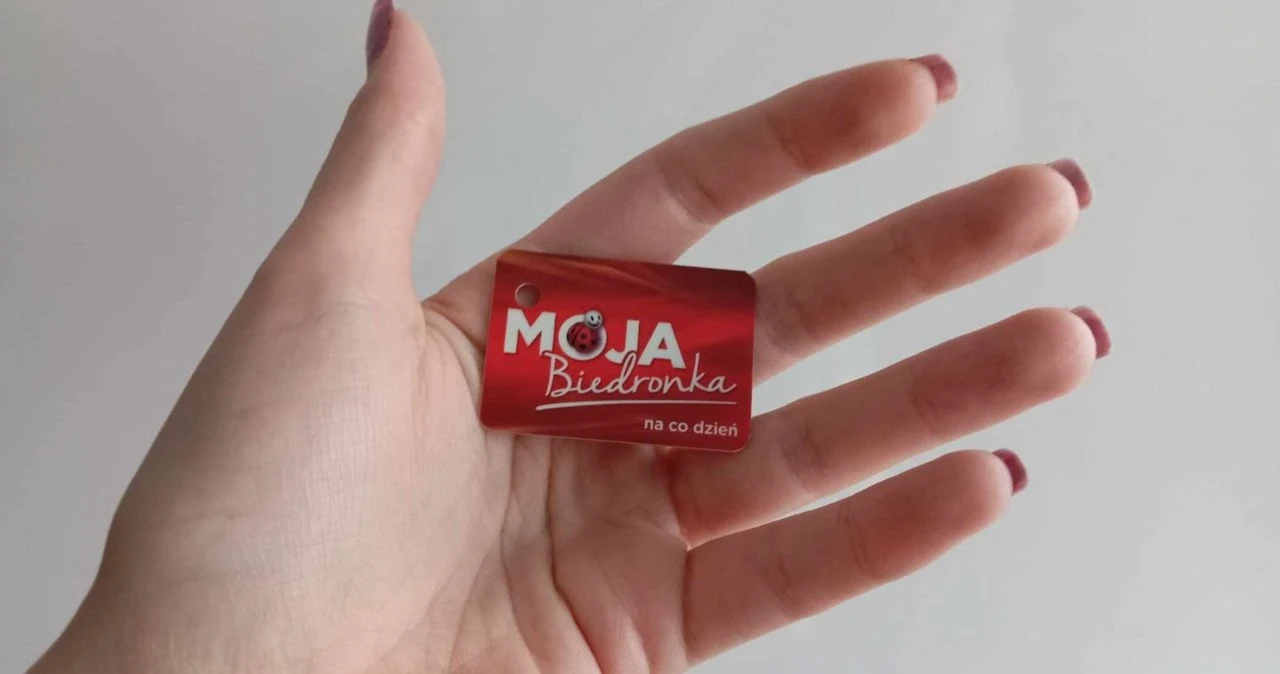 MOJA
Biedronka
na co dzień